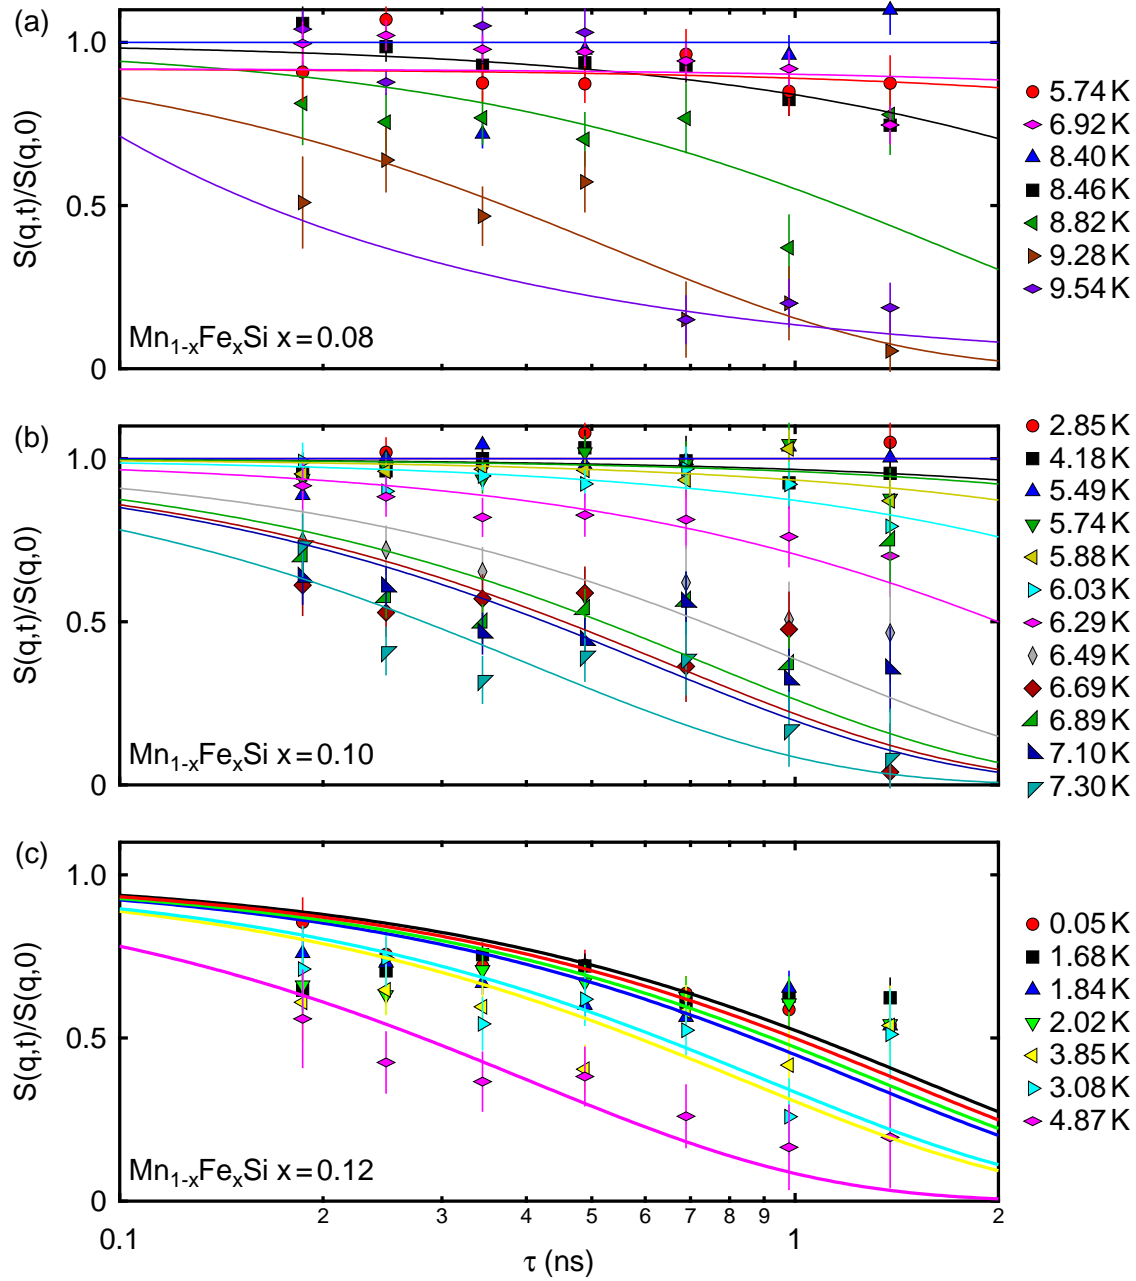 (a)
S(q,t)/S(q,0)
1.0
0.5
0
Mn1-xFexSi x=0.08
5.74 K
6.92 K
8.40 K
8.46 K
8.82 K
9.28 K
9.54 K
(b)
S(q,t)/S(q,0)
1.0
0.5
0
Mn1-xFexSi x=0.10
2.85 K
4.18 K
5.49 K
5.74 K
5.88 K
6.03 K
6.29 K
6.49 K
6.69 K
6.89 K
7.10 K
7.30 K
(c)
S(q,t)/S(q,0)
1.0
0.5
0
Mn1-xFexSi x=0.12
0.05 K
1.68 K
1.84 K
2.02 K
3.85 K
3.08 K
4.87 K
0.1 2 3 4 5 6 7 8 9 1 2
τ (ns)